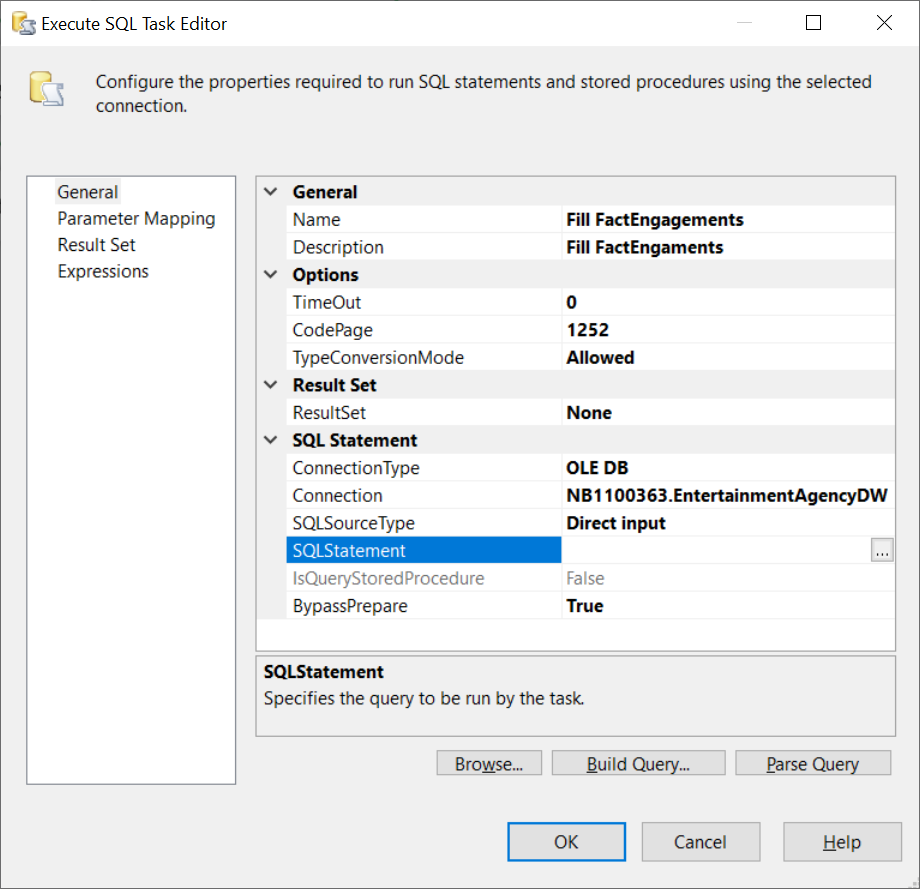 Execute SQL Task Editor
Configure the properties required to run SQL statements and stored procedures using the selected
connection.
General
Parameter Mapping
Result Set
Expressions
General
Name Fill FactEngagements
Description Fill FactEngaments
Options
TimeOut 0
CodePage 1252
TypeConversionMode Allowed
Result Set
ResultSet None
SQL Statement
ConnectionType OLE DB
Connection NB1100363.EntertainmentAgencyDW
SQLSourceType Direct input
SQLStatement ...
IsQueryStoredProcedure False
BypassPrepare True
SQLStatement
Specifies the query to be run by the task.
Browse... Build Query... Parse Query
OK Cancel Help